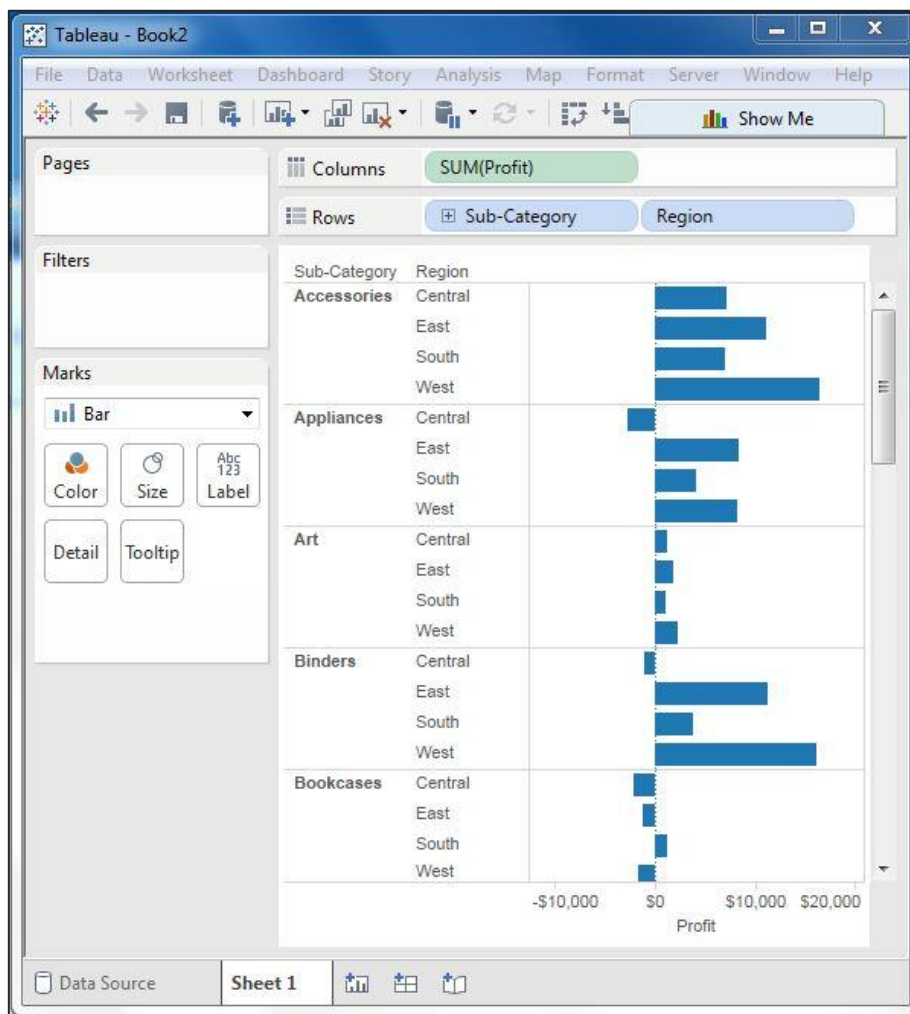 Tableau - Book2
File Data Worksheet Dashboard Story Analysis Map Format Server Window Help
Show Me
Pages
Columns SUM(Profit)
Rows Sub-Category Region
Filters
Marks
Bar
Color Size Abc 123 Label
Detail Tooltip
Sub-Category Region
Accessories Central
East
South
West
Appliances Central
East
South
West
Art Central
East
South
West
Binders Central
East
South
West
Bookcases Central
East
South
West
-$10,000 $0 $10,000 $20,000
Profit
Data Source Sheet 1